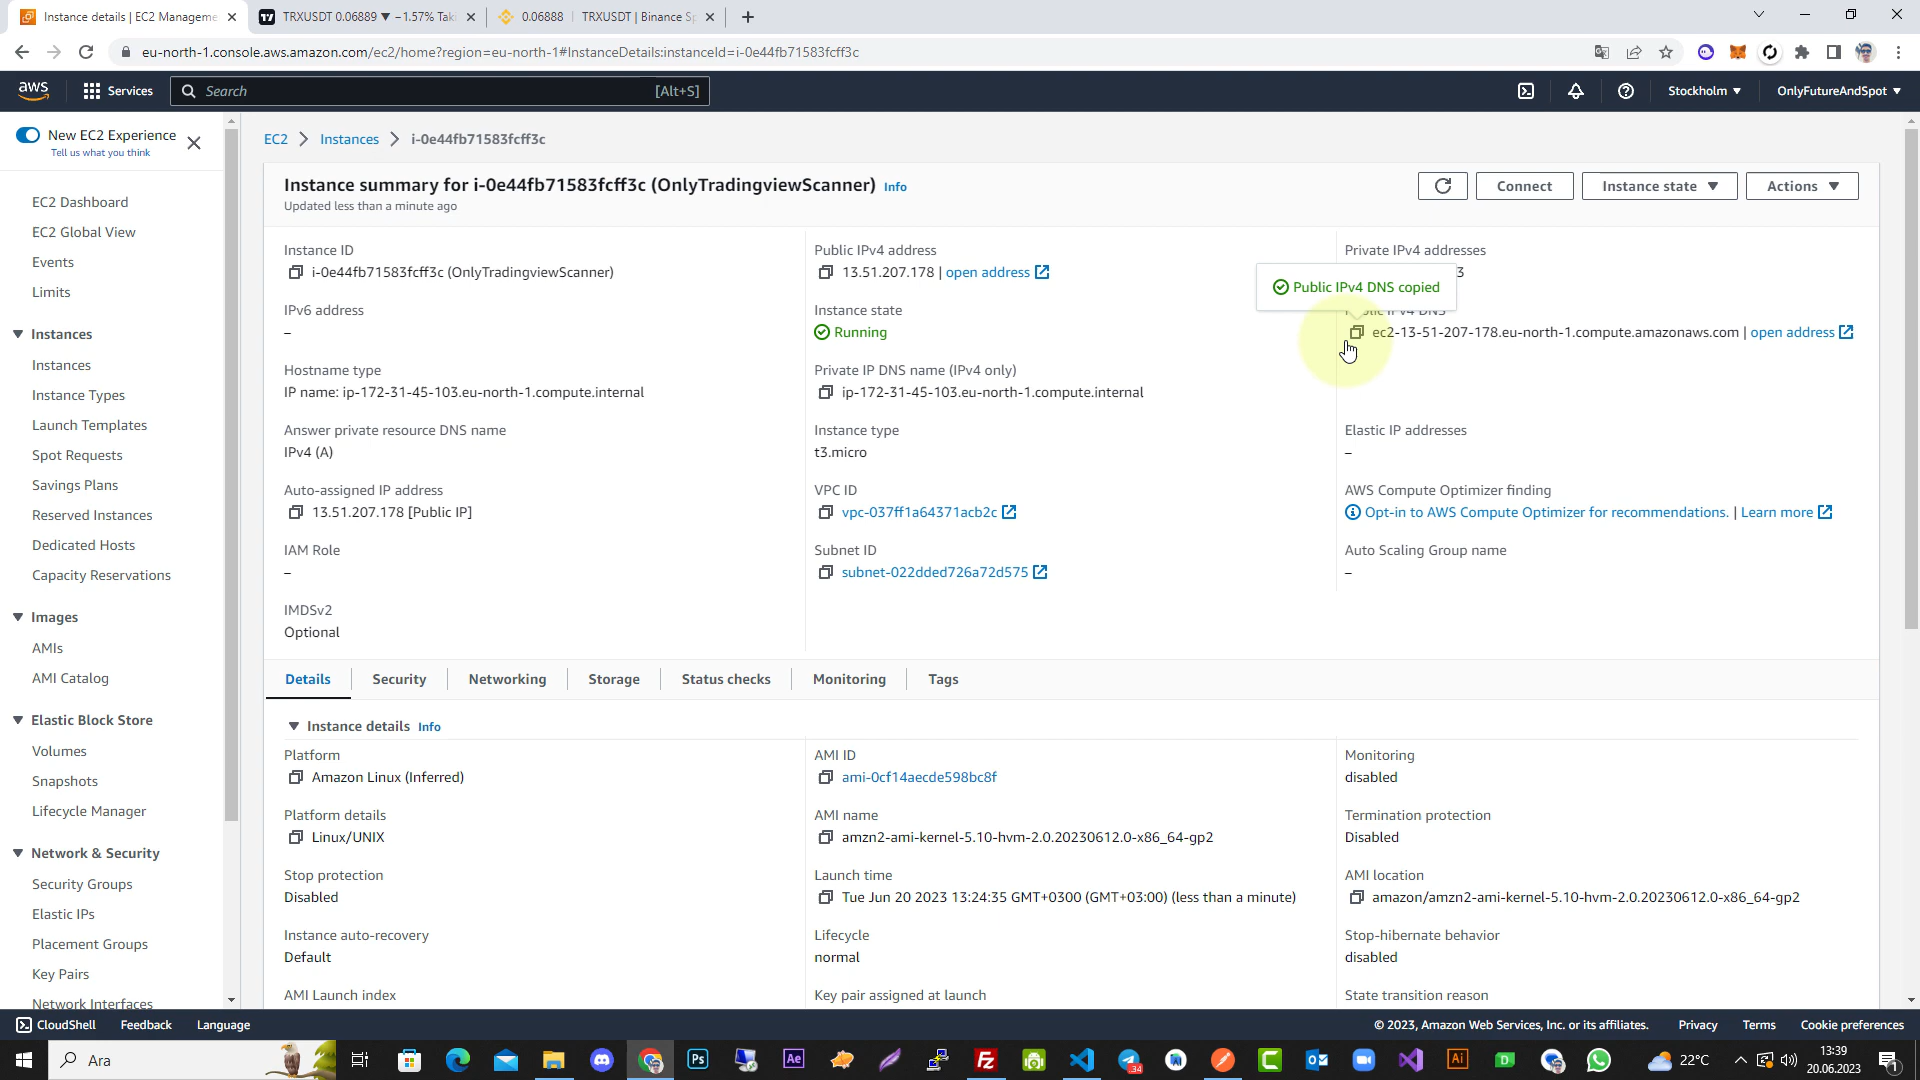 Instance details | EC2 Manageme
TRXUSDT 0.06889 ▼ −1.57% Tak
0.06888 | TRXUSDT | Binance Sp
eu-north-1.console.aws.amazon.com/ec2/home?region=eu-north-1#InstanceDetails:instanceId=i-0e44fb71583fcff3c
aws
Services
Search
[Alt+S]
Stockholm ▼
OnlyFutureAndSpot ▼
New EC2 Experience
Tell us what you think
EC2 Dashboard
EC2 Global View
Events
Limits
Instances
Instances
Instance Types
Launch Templates
Spot Requests
Savings Plans
Reserved Instances
Dedicated Hosts
Capacity Reservations
Images
AMIs
AMI Catalog
Elastic Block Store
Volumes
Snapshots
Lifecycle Manager
Network & Security
Security Groups
Elastic IPs
Placement Groups
Key Pairs
Network Interfaces
EC2 > Instances > i-0e44fb71583fcff3c
Instance summary for i-0e44fb71583fcff3c (OnlyTradingviewScanner) Info
Updated less than a minute ago
Connect
Instance state ▼
Actions ▼
Instance ID
i-0e44fb71583fcff3c (OnlyTradingviewScanner)
Public IPv4 address
13.51.207.178 | open address
Private IPv4 addresses
3
Public IPv4 DNS copied
IPv6 address
–
Instance state
Running
Public IPv4 DNS
ec2-13-51-207-178.eu-north-1.compute.amazonaws.com | open address
Hostname type
IP name: ip-172-31-45-103.eu-north-1.compute.internal
Private IP DNS name (IPv4 only)
ip-172-31-45-103.eu-north-1.compute.internal
Answer private resource DNS name
IPv4 (A)
Instance type
t3.micro
Elastic IP addresses
–
Auto-assigned IP address
13.51.207.178 [Public IP]
VPC ID
vpc-037ff1a64371acb2c
AWS Compute Optimizer finding
Opt-in to AWS Compute Optimizer for recommendations. | Learn more
IAM Role
–
Subnet ID
subnet-022dded726a72d575
Auto Scaling Group name
–
IMDSv2
Optional
Details
Security
Networking
Storage
Status checks
Monitoring
Tags
Instance details Info
Platform
Amazon Linux (Inferred)
AMI ID
ami-0cf14aecde598bc8f
Monitoring
disabled
Platform details
Linux/UNIX
AMI name
amzn2-ami-kernel-5.10-hvm-2.0.20230612.0-x86_64-gp2
Termination protection
Disabled
Stop protection
Disabled
Launch time
Tue Jun 20 2023 13:24:35 GMT+0300 (GMT+03:00) (less than a minute)
AMI location
amazon/amzn2-ami-kernel-5.10-hvm-2.0.20230612.0-x86_64-gp2
Instance auto-recovery
Default
Lifecycle
normal
Stop-hibernate behavior
disabled
AMI Launch index
Key pair assigned at launch
State transition reason
CloudShell
Feedback
Language
© 2023, Amazon Web Services, Inc. or its affiliates.
Privacy
Terms
Cookie preferences
Ara
Ps
Ae
Fz
34
Ai
D
22°C
13:39
20.06.2023
1